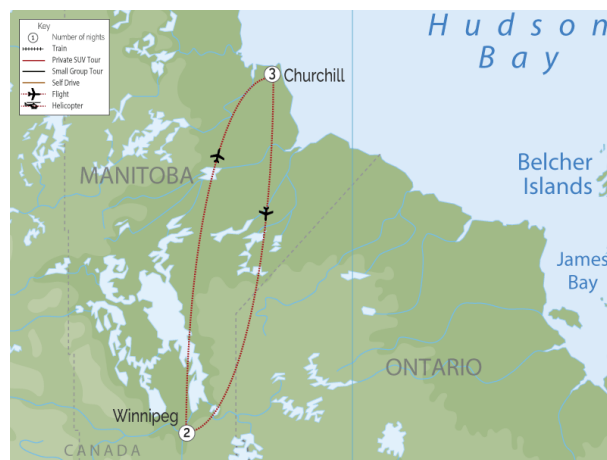 Key
1 Number of nights
Train
Private SUV Tour
Small Group Tour
Self Drive
Flight
Helicopter
Hudson
Bay
3 Churchill
MANITOBA
Belcher
Islands
James
Bay
ONTARIO
Winnipeg
2
CANADA